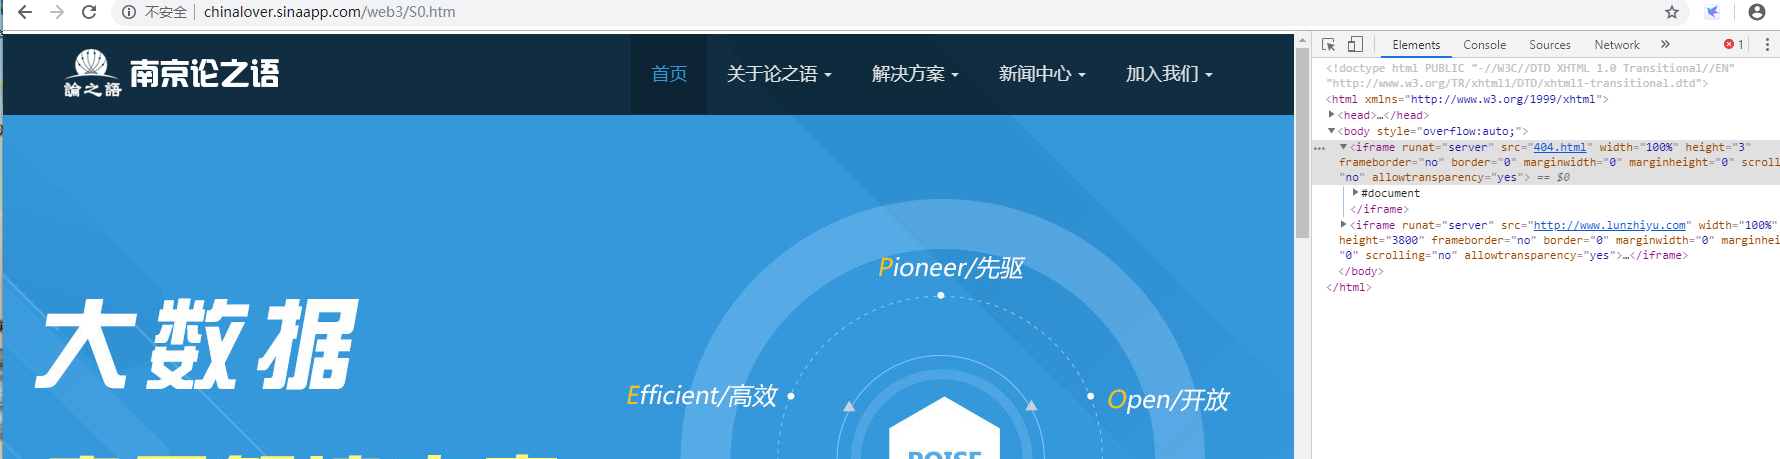 不安全 | chinalover.sinaapp.com/web3/S0.htm
論之語 南京论之语
首页 关于论之语 解决方案 新闻中心 加入我们
Pioneer/先驱
大数据
Efficient/高效
Open/开放
POISE
Elements Console Sources Network » 1
<!doctype html PUBLIC "-//W3C//DTD XHTML 1.0 Transitional//EN"
"http://www.w3.org/TR/xhtml1/DTD/xhtml1-transitional.dtd">
<html xmlns="http://www.w3.org/1999/xhtml">
<head>…</head>
<body style="overflow:auto;">
<iframe runat="server" src="404.html" width="100%" height="3"
frameborder="no" border="0" marginwidth="0" marginheight="0" scroll
"no" allowtransparency="yes"> == $0
#document
</iframe>
<iframe runat="server" src="http://www.lunzhiyu.com" width="100%"
height="3800" frameborder="no" border="0" marginwidth="0" marginhei
"0" scrolling="no" allowtransparency="yes">…</iframe>
</body>
</html>